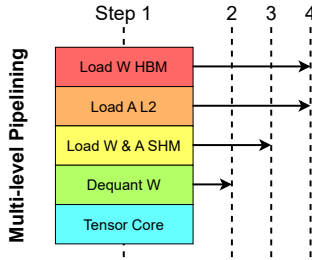 Step 1 2 3 4
Multi-level Pipelining
Load W HBM
Load A L2
Load W & A SHM
Dequant W
Tensor Core